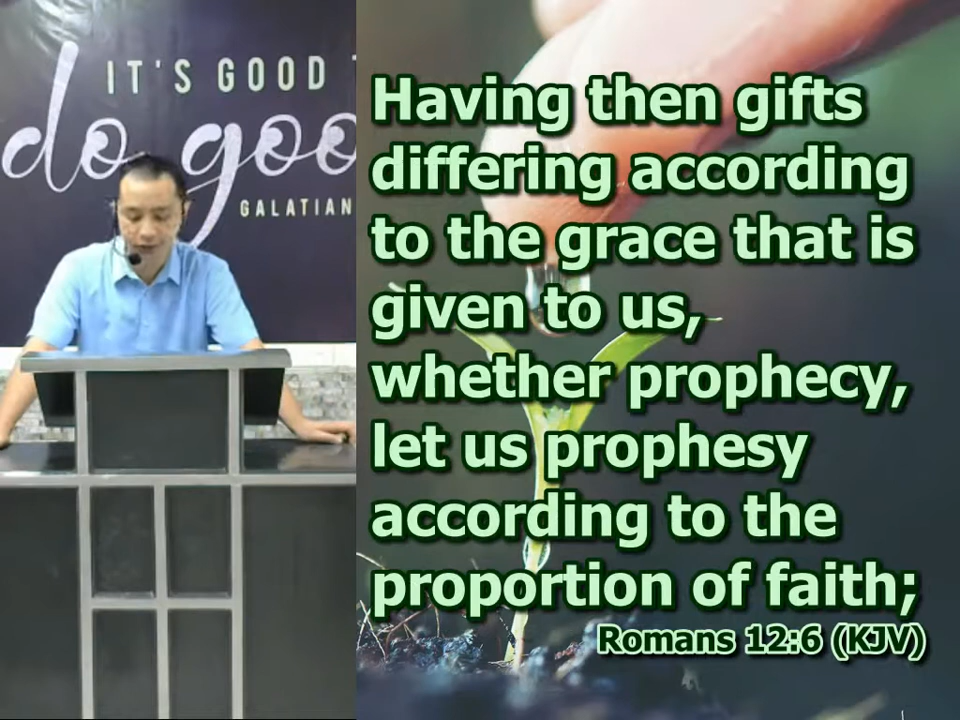 IT'S GOOD
do goo
GALATIAN
Having then gifts
differing according
to the grace that is
given to us,
whether prophecy,
let us prophesy
according to the
proportion of faith;
Romans 12:6 (KJV)